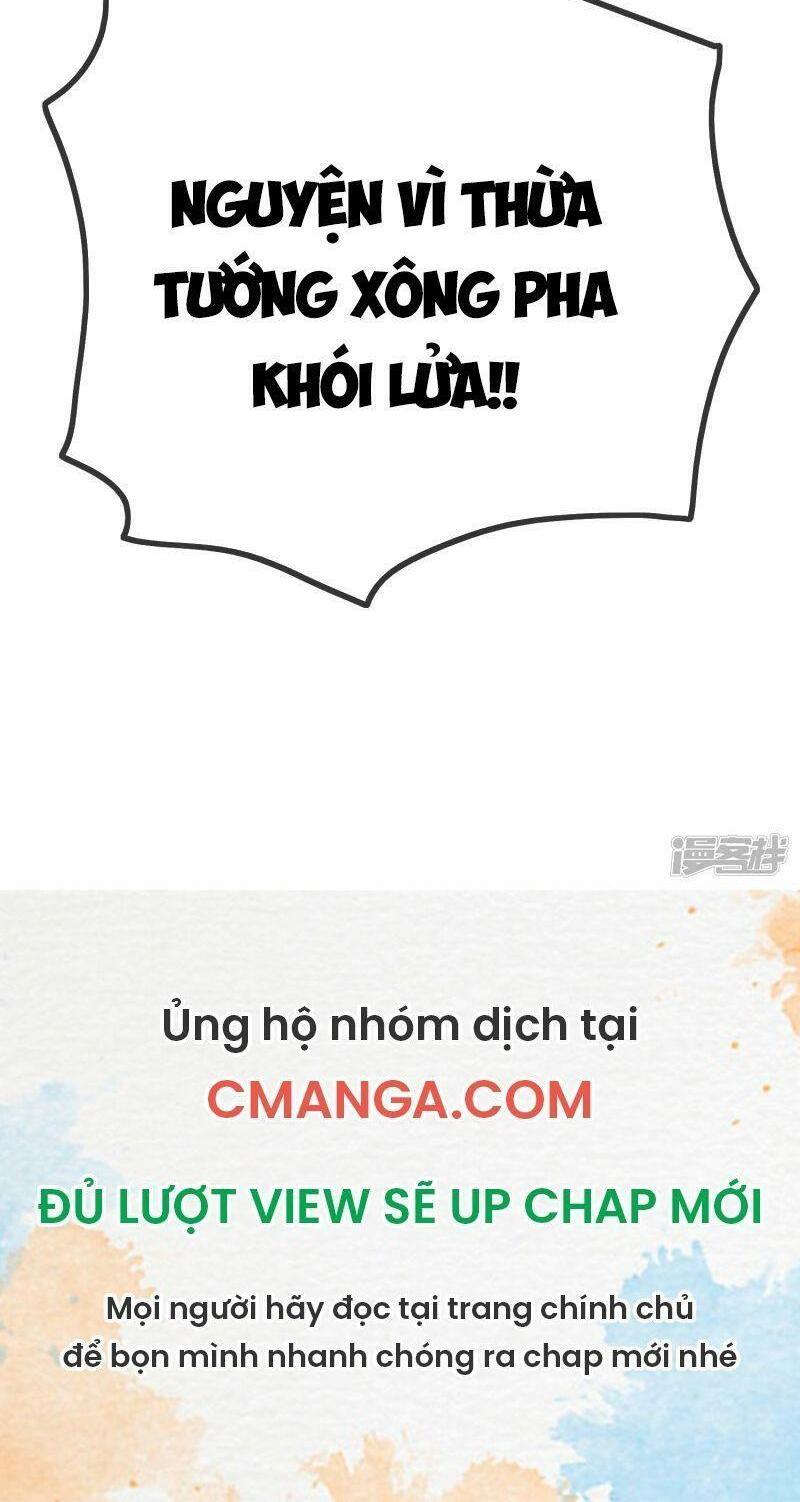 NGUYỆN VÌ THỪA
TƯỚNG XÔNG PHA
KHÓI LỬA!!
漫客栈
Ủng hộ nhóm dịch tại
CMANGA.COM
ĐỦ LƯỢT VIEW SẼ UP CHAP MỚI
Mọi người hãy đọc tại trang chính chủ
để bọn mình nhanh chóng ra chap mới nhé